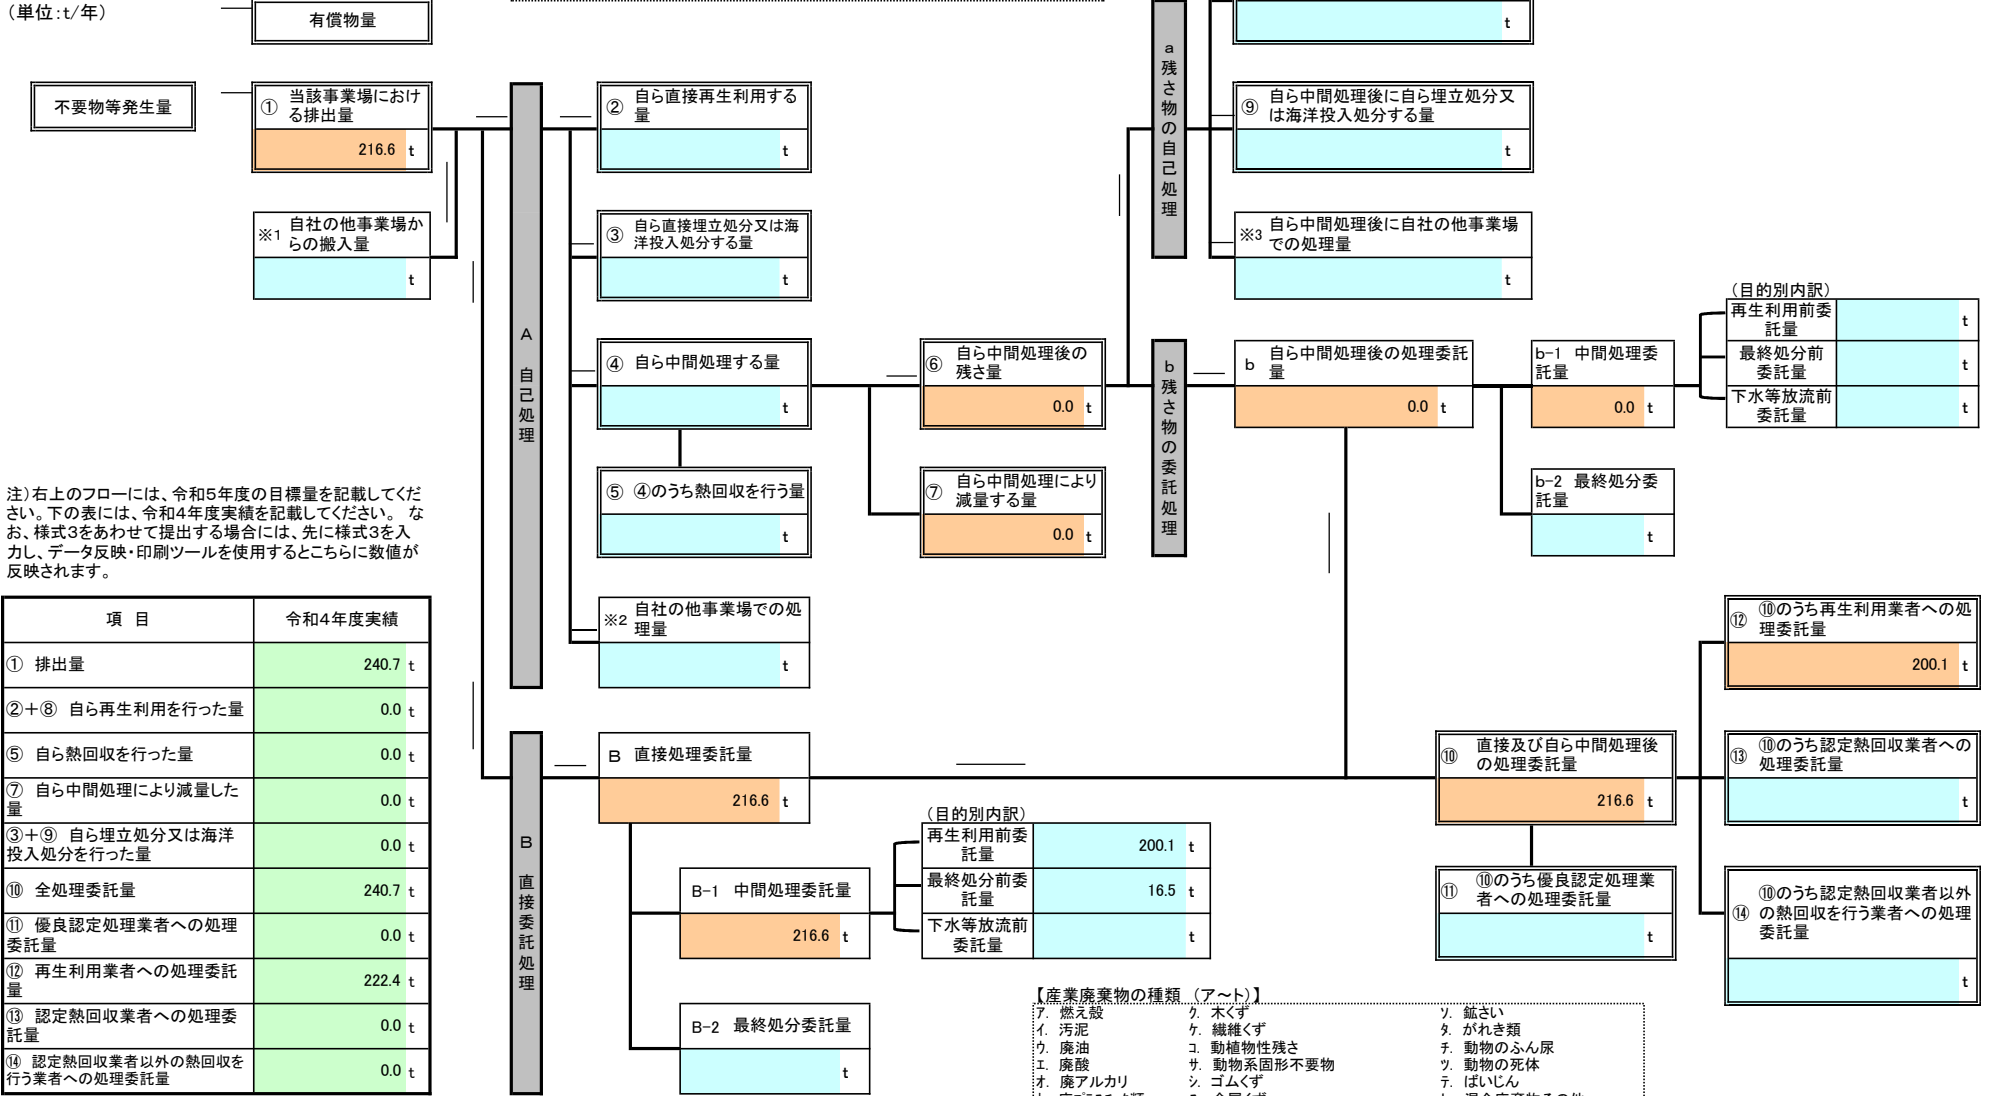 （単位：t/年）
有償物量
t
不要物等発生量
① 当該事業場におけ
る排出量
216.6 t
※1 自社の他事業場か
らの搬入量
t
A 自己処理
② 自ら直接再生利用する
量
t
③ 自ら直接埋立処分又は海
洋投入処分する量
t
④ 自ら中間処理する量
t
⑤ ④のうち熱回収を行う量
t
※2 自社の他事業場での処
理量
t
⑥ 自ら中間処理後の
残さ量
0.0 t
⑦ 自ら中間処理により
減量する量
0.0 t
a 残さ物の自己処理
⑨ 自ら中間処理後に自ら埋立処分又
は海洋投入処分する量
t
※3 自ら中間処理後に自社の他事業場
での処理量
t
b 残さ物の委託処理
b 自ら中間処理後の処理委託
量
0.0 t
b-1 中間処理委
託量
0.0 t
b-2 最終処分委
託量
t
（目的別内訳）
再生利用前委
託量
t
最終処分前
委託量
t
下水等放流前
委託量
t
注）右上のフローには、令和5年度の目標量を記載してくだ
さい。下の表には、令和4年度実績を記載してください。 な
お、様式3をあわせて提出する場合には、先に様式3を入
力し、データ反映・印刷ツールを使用するとこちらに数値が
反映されます。
項 目 令和4年度実績
① 排出量 240.7 t
②＋⑧ 自ら再生利用を行った量 0.0 t
⑤ 自ら熱回収を行った量 0.0 t
⑦ 自ら中間処理により減量した
量 0.0 t
③＋⑨ 自ら埋立処分又は海洋
投入処分を行った量 0.0 t
⑩ 全処理委託量 240.7 t
⑪ 優良認定処理業者への処理
委託量 0.0 t
⑫ 再生利用業者への処理委託
量 222.4 t
⑬ 認定熱回収業者への処理委
託量 0.0 t
⑭ 認定熱回収業者以外の熱回収を
行う業者への処理委託量 0.0 t
B 直接委託処理
B 直接処理委託量
216.6 t
B-1 中間処理委託量
216.6 t
B-2 最終処分委託量
t
（目的別内訳）
再生利用前委
託量
200.1 t
最終処分前委
託量
16.5 t
下水等放流前
委託量
t
⑩ 直接及び自ら中間処理後
の処理委託量
216.6 t
⑪ ⑩のうち優良認定処理業
者への処理委託量
t
⑫ ⑩のうち再生利用業者への処
理委託量
200.1 t
⑬ ⑩のうち認定熱回収業者への
処理委託量
t
⑭ ⑩のうち認定熱回収業者以外
の熱回収を行う業者への処理
委託量
t
【産業廃棄物の種類 （ア～ト）】
ア. 燃え殻 ク. 木くず ソ. 鉱さい
イ. 汚泥 ケ. 繊維くず タ. がれき類
ウ. 廃油 コ. 動植物性残さ チ. 動物のふん尿
エ. 廃酸 サ. 動物系固形不要物 ツ. 動物の死体
オ. 廃アルカリ シ. ゴムくず テ. ばいじん